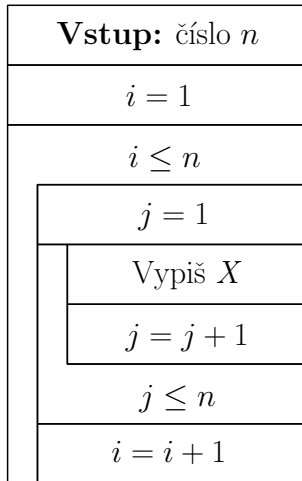 Vstup: číslo n
i = 1
i ≤ n
j = 1
Vypiš X
j = j + 1
j ≤ n
i = i + 1